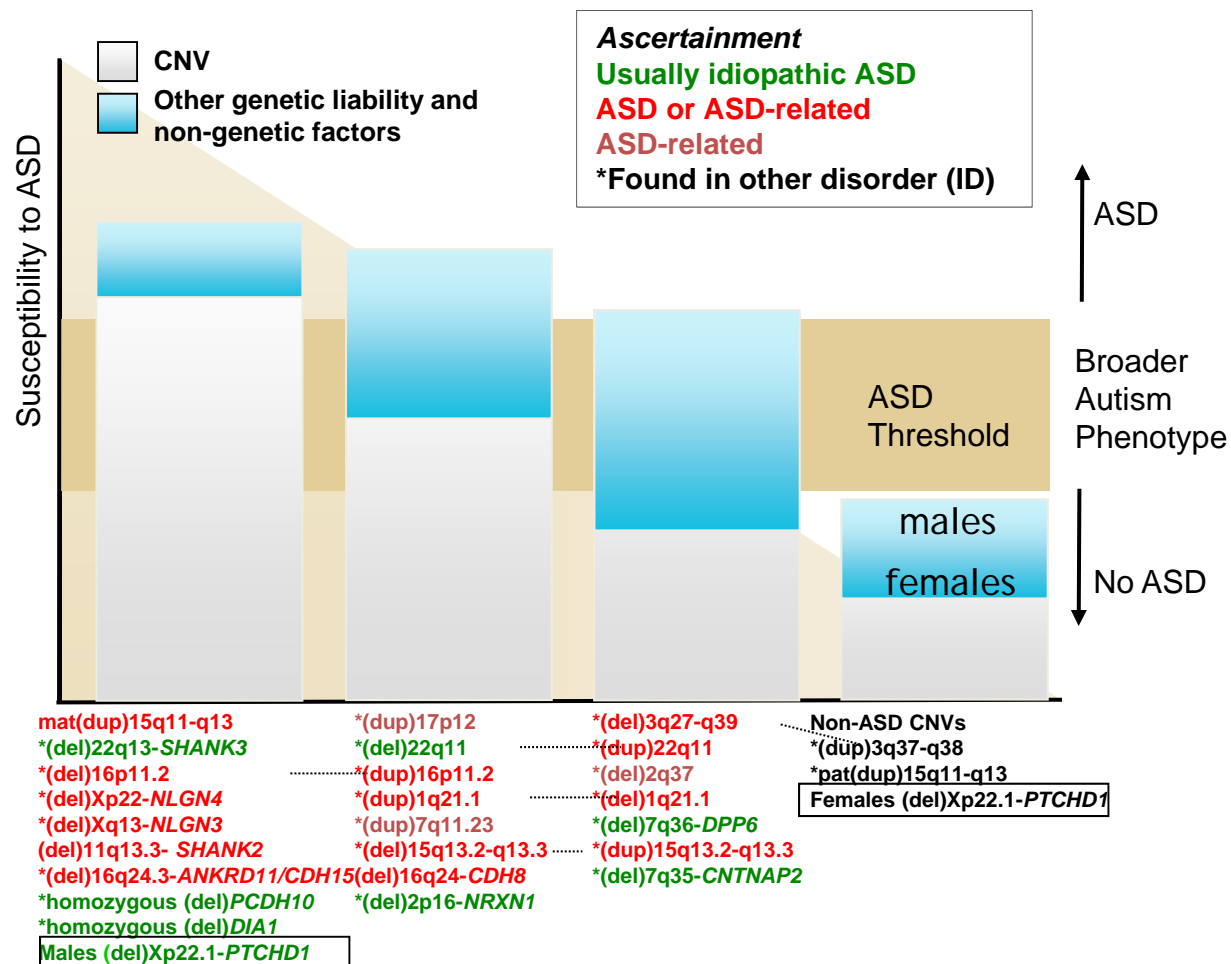 CNV
Other genetic liability and
non-genetic factors
Ascertainment
Usually idiopathic ASD
ASD or ASD-related
ASD-related
*Found in other disorder (ID)
Susceptibility to ASD
ASD
Broader
Autism
Phenotype
ASD
Threshold
No ASD
males
females
mat(dup)15q11-q13
*(del)22q13-SHANK3
*(del)16p11.2
*(del)Xp22-NLGN4
*(del)Xq13-NLGN3
(del)11q13.3- SHANK2
*(del)16q24.3-ANKRD11/CDH15
*homozygous (del)PCDH10
*homozygous (del)DIA1
Males (del)Xp22.1-PTCHD1
*(dup)17p12
*(del)22q11
*(dup)16p11.2
*(dup)1q21.1
*(dup)7q11.23
*(del)15q13.2-q13.3
(del)16q24-CDH8
*(del)2p16-NRXN1
*(del)3q27-q39
*(dup)22q11
*(del)2q37
*(del)1q21.1
*(del)7q36-DPP6
*(dup)15q13.2-q13.3
*(del)7q35-CNTNAP2
Non-ASD CNVs
*(dup)3q37-q38
*pat(dup)15q11-q13
Females (del)Xp22.1-PTCHD1